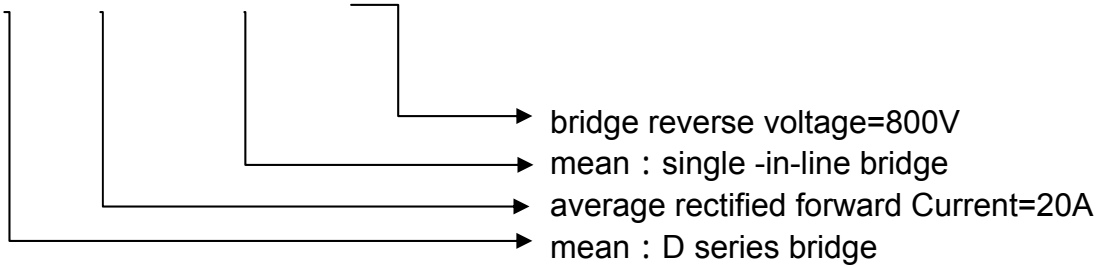 bridge reverse voltage=800V
mean：single -in-line bridge
average rectified forward Current=20A
mean：D series bridge